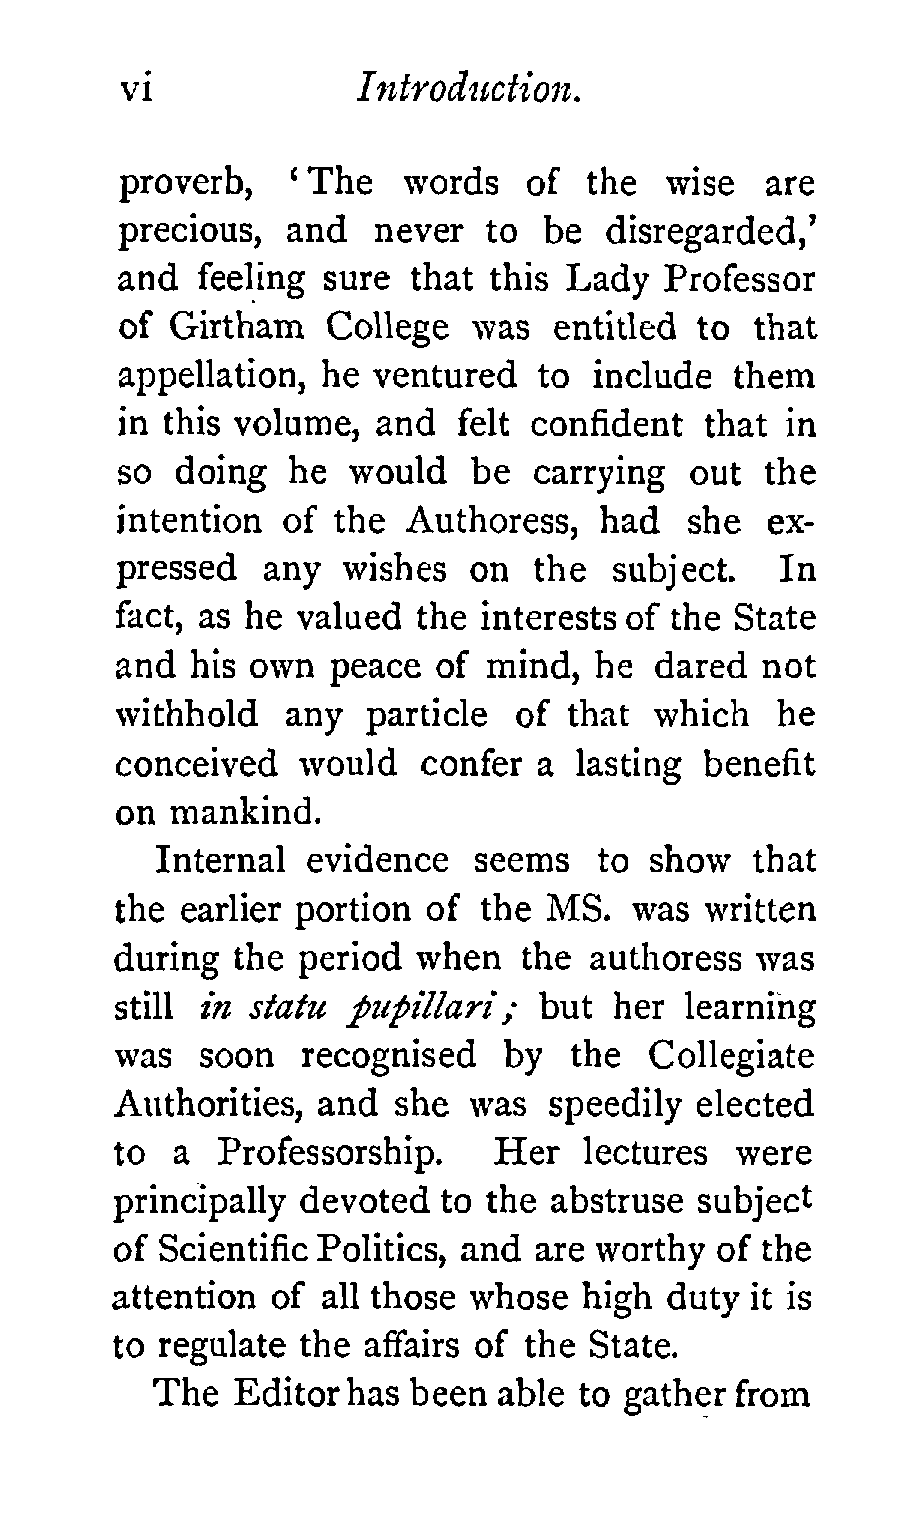 vi Introduction.
proverb, ‘The words of the wise are
precious, and never to be disregarded,’
and feeling sure that this Lady Professor
of Girtham College was entitled to that
appellation, he ventured to include them
in this volume, and felt confident that in
so doing he would be carrying out the
intention of the Authoress, had she ex-
pressed any wishes on the subject. In
fact, as he valued the interests of the State
and his own peace of mind, he dared not
withhold any particle of that which he
conceived would confer a lasting benefit
on mankind.
Internal evidence seems to show that
the earlier portion of the MS. was written
during the period when the authoress was
still in statu pupillari; but her learning
was soon recognised by the Collegiate
Authorities, and she was speedily elected
to a Professorship. Her lectures were
principally devoted to the abstruse subject
of Scientific Politics, and are worthy of the
attention of all those whose high duty it is
to regulate the affairs of the State.
The Editor has been able to gather from